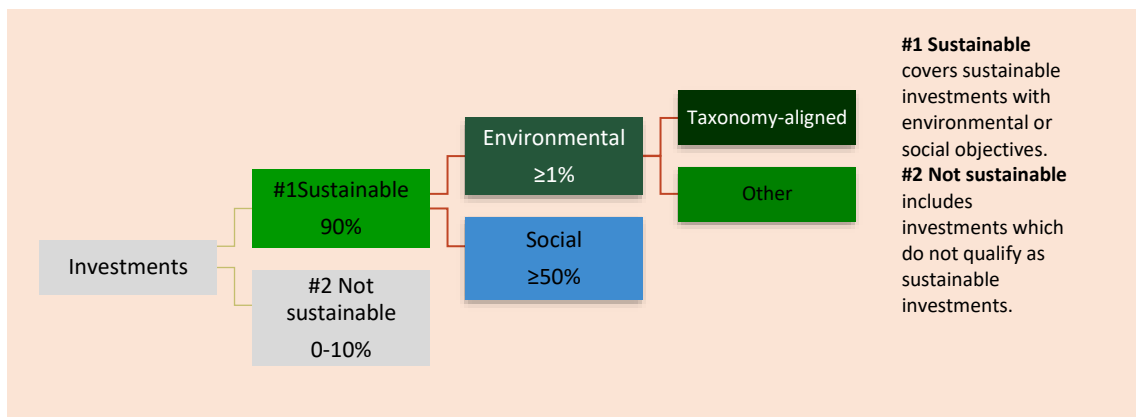 Investments
#1Sustainable
90%
#2 Not
sustainable
0-10%
Environmental
≥1%
Social
≥50%
Taxonomy-aligned
Other
#1 Sustainable
covers sustainable
investments with
environmental or
social objectives.
#2 Not sustainable
includes
investments which
do not qualify as
sustainable
investments.